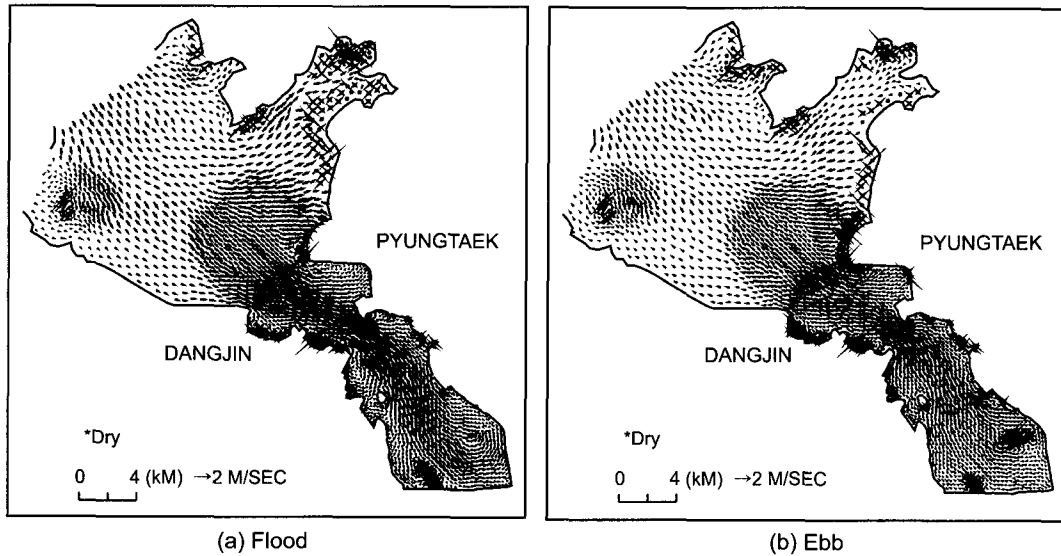 PYUNGTAEK
DANGJIN
*Dry
0 4 (kM) →2 M/SEC
(a) Flood
PYUNGTAEK
DANGJIN
*Dry
0 4 (kM) →2 M/SEC
(b) Ebb